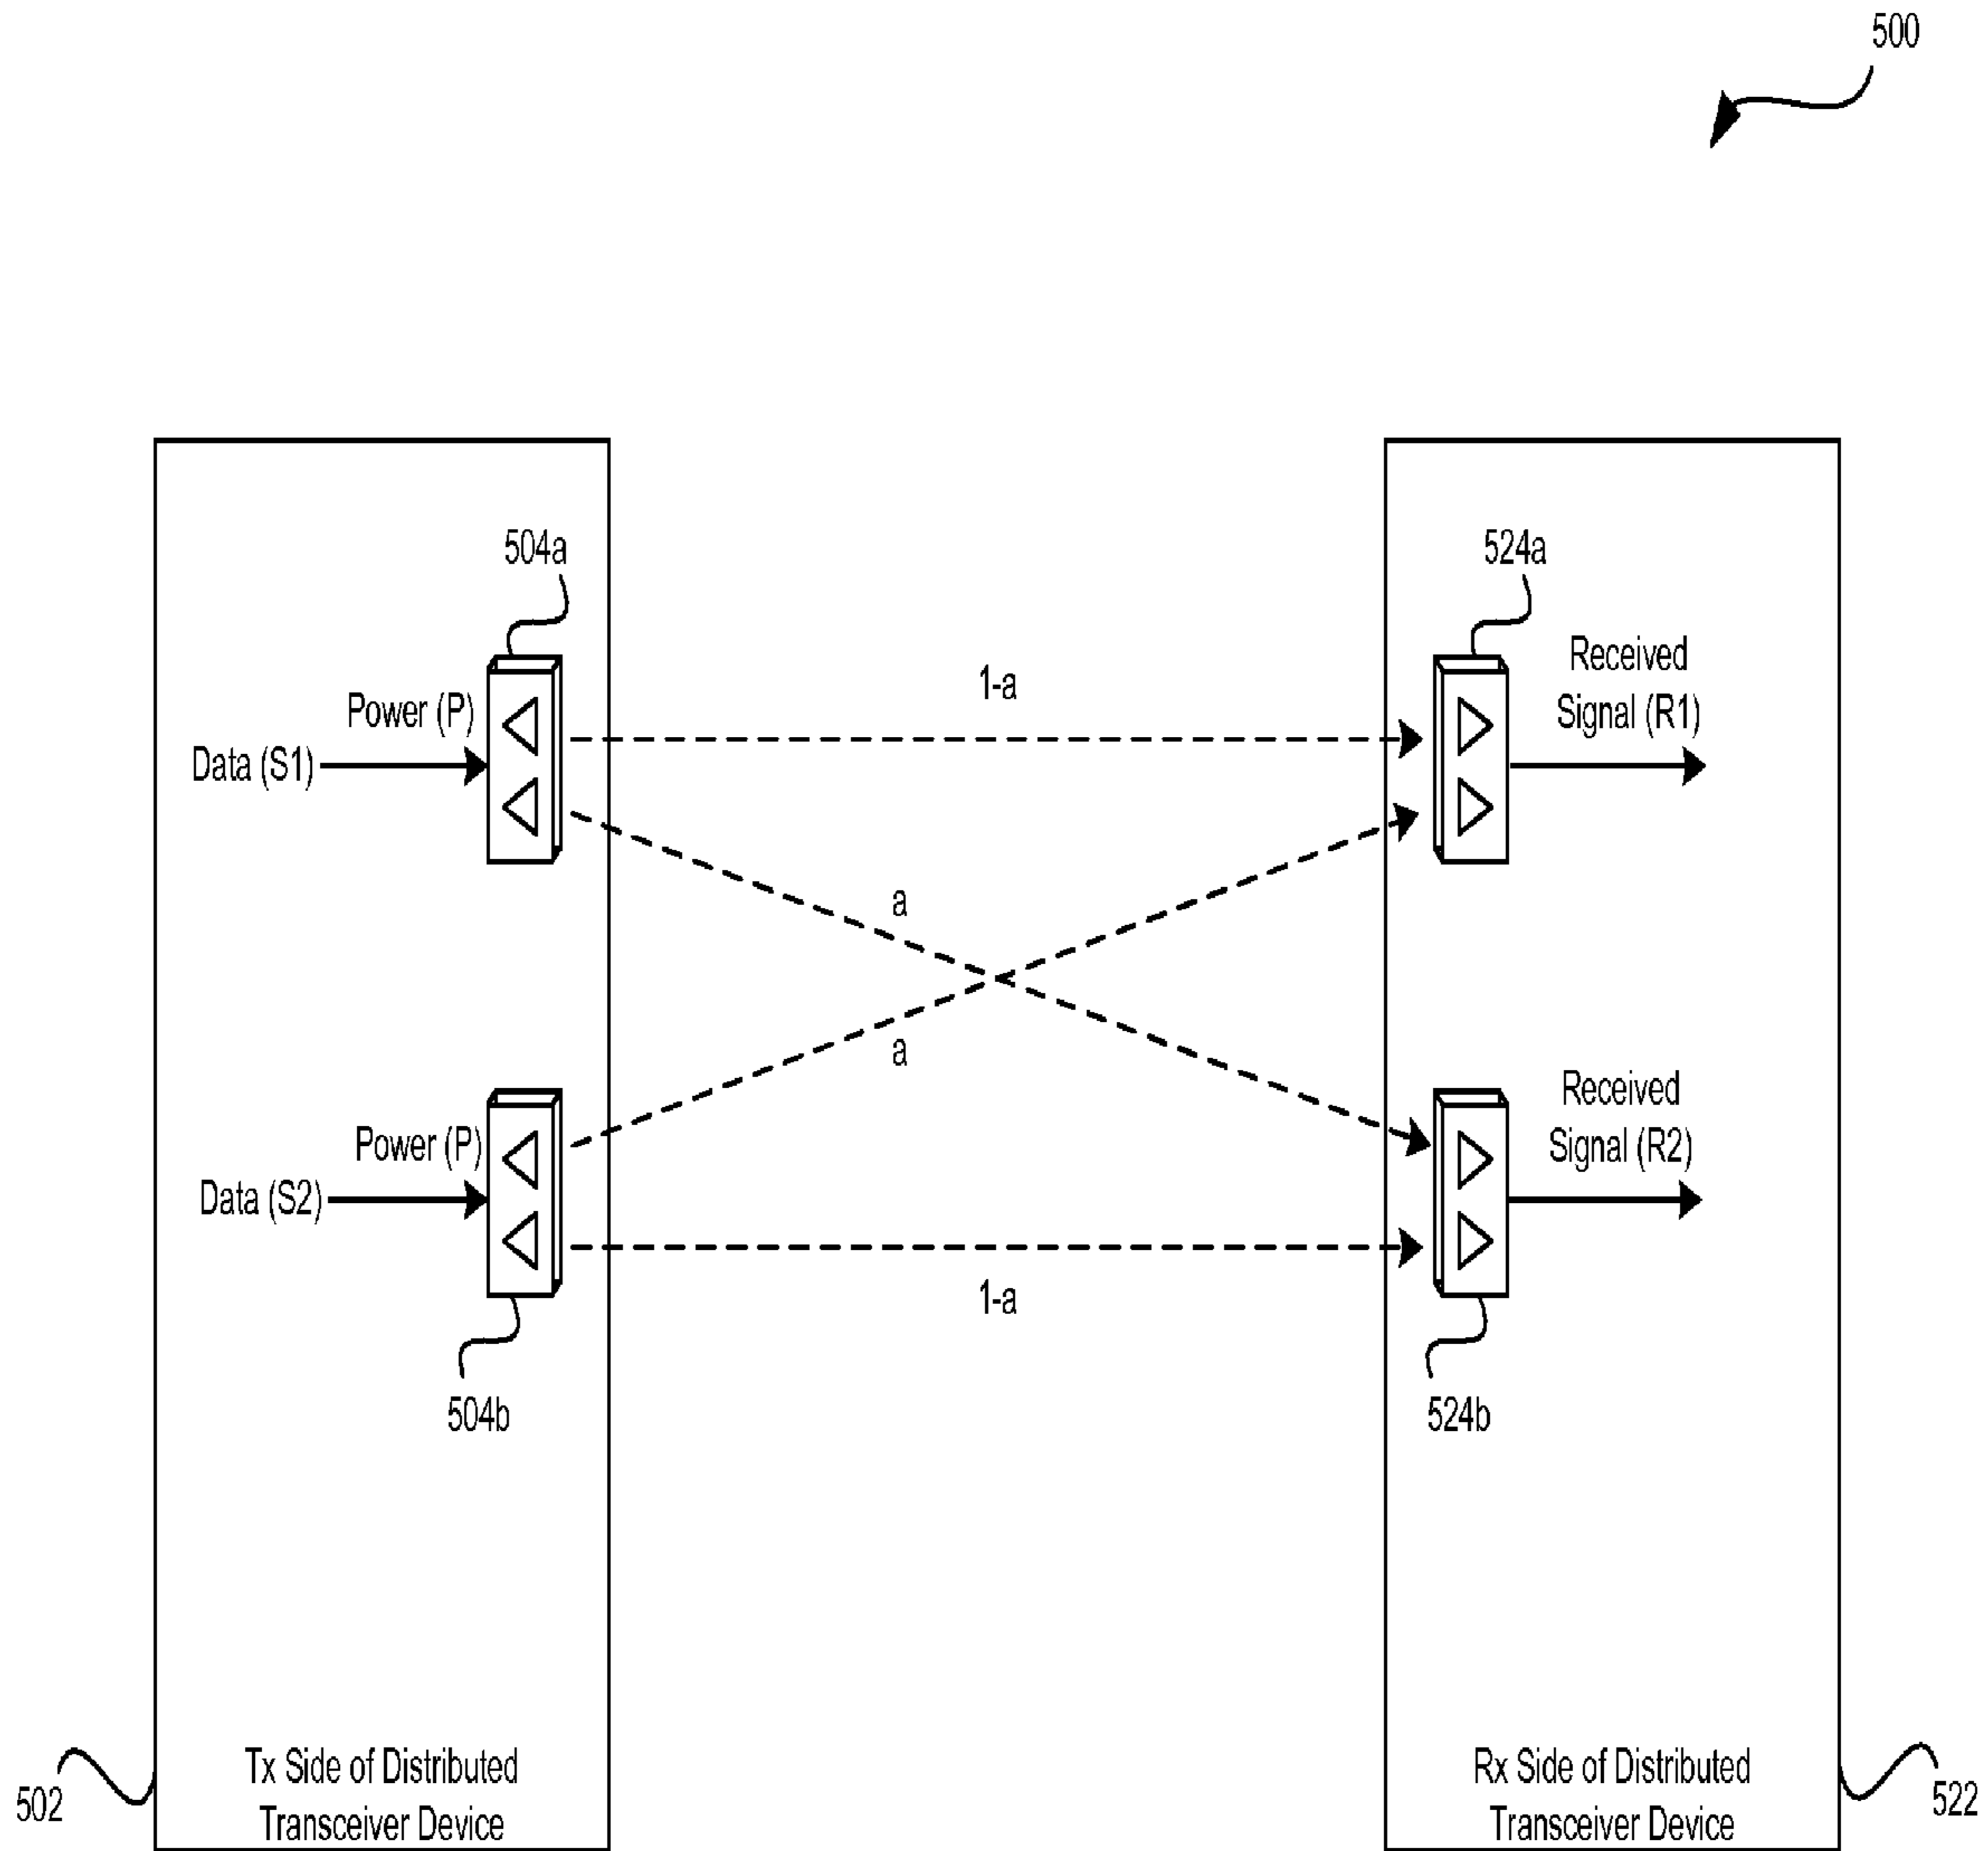 500
504a
524a
Received
Signal (R1)
Power (P)
Data (S1)
1-a
a
a
Received
Signal (R2)
Power (P)
Data (S2)
1-a
504b
524b
Tx Side of Distributed
Transceiver Device
Rx Side of Distributed
Transceiver Device
502
522